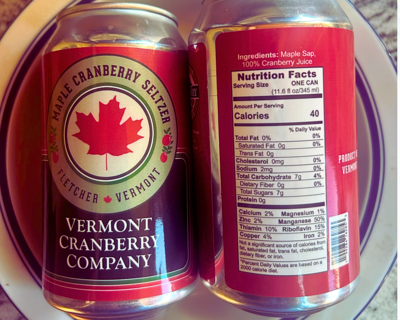 MAPLE CRANBERRY SELTZER
FLETCHER VERMONT
VERMONT
CRANBERRY
COMPANY
Ingredients: Maple Sap,
100% Cranberry Juice
Nutrition Facts
Serving Size ONE CAN
(11.6 fl oz/345 ml)
Amount Per Serving
Calories 40
% Daily Value
Total Fat 0% 0%
Saturated Fat 0g 0%
Trans Fat 0g
Cholesterol 0mg 0%
Sodium 2mg 0%
Total Carbohydrate 7g 4%
Dietary Fiber 0g 0%
Total Sugars 7g
Protein 0g
Calcium 2% Magnesium 1%
Zinc 2% Manganese 50%
Thiamin 10% Riboflavin 15%
Copper 4% Iron 2%
Not a significant source of calories from
fat, saturated fat, trans fat, cholesterol,
dietary fiber, or iron.
*Percent Daily Values are based on a
2000 calorie diet.
PRODUCT
VERMON